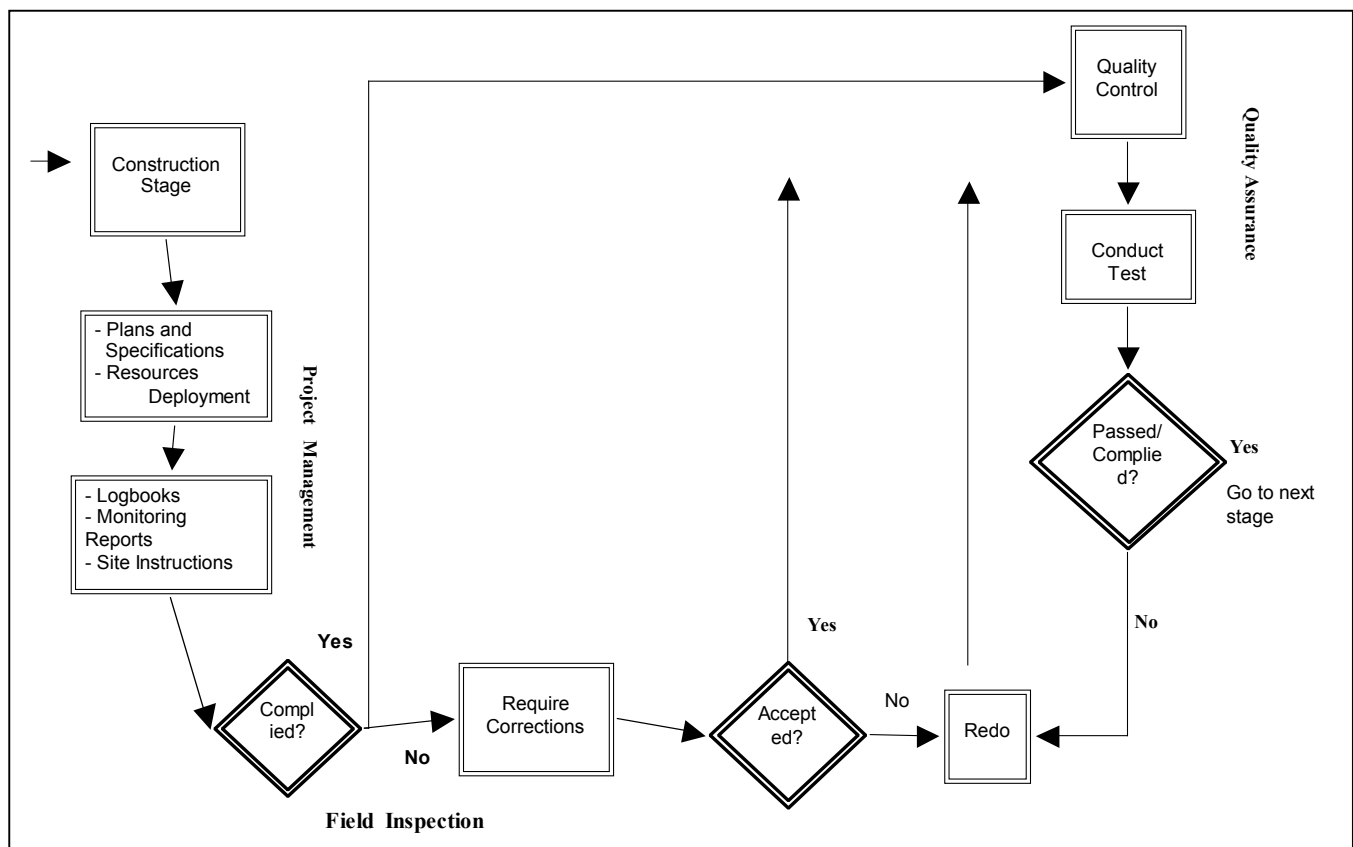 Construction
Stage
- Plans and
Specifications
- Resources
Deployment
- Logbooks
- Monitoring
Reports
- Site Instructions
Project Management
Compl
ied?
Yes
No
Require
Corrections
Field Inspection
Accept
ed?
Yes
No
Redo
Quality
Control
Quality Assurance
Conduct
Test
Passed/
Complie
d?
Yes
Go to next
stage
No